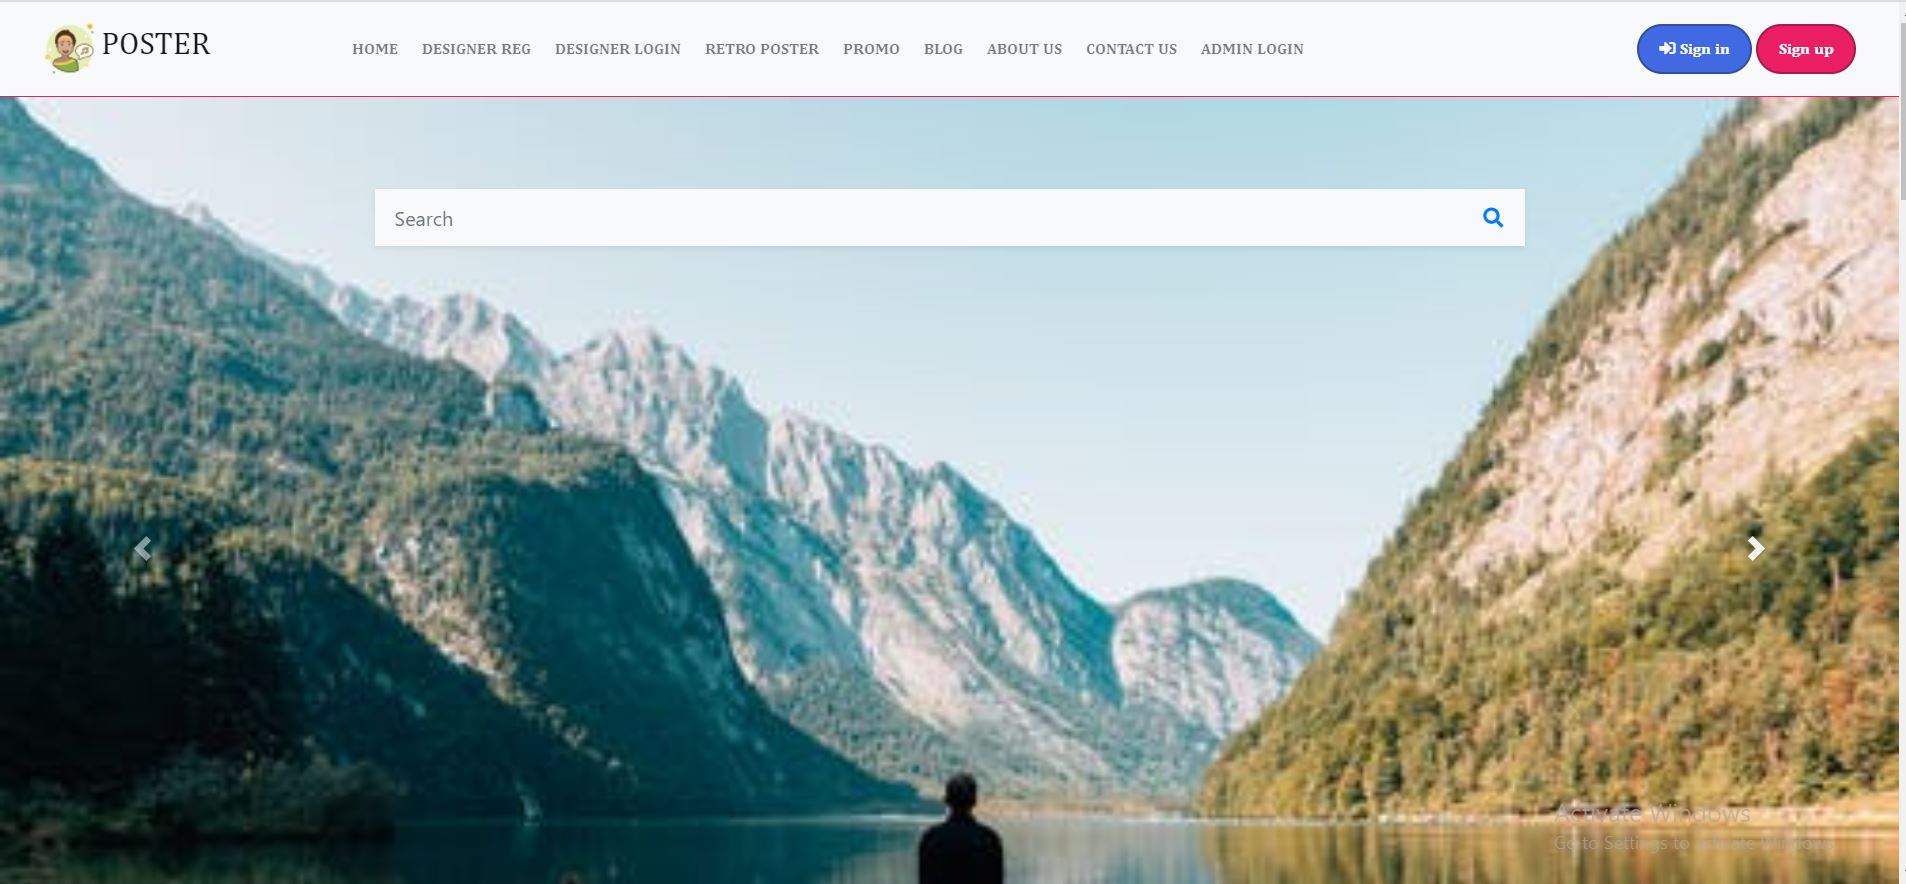 POSTER
HOME DESIGNER REG DESIGNER LOGIN RETRO POSTER PROMO BLOG ABOUT US CONTACT US ADMIN LOGIN
Sign in Sign up
Search
Activate Windows
Go to Settings to activate Windows.